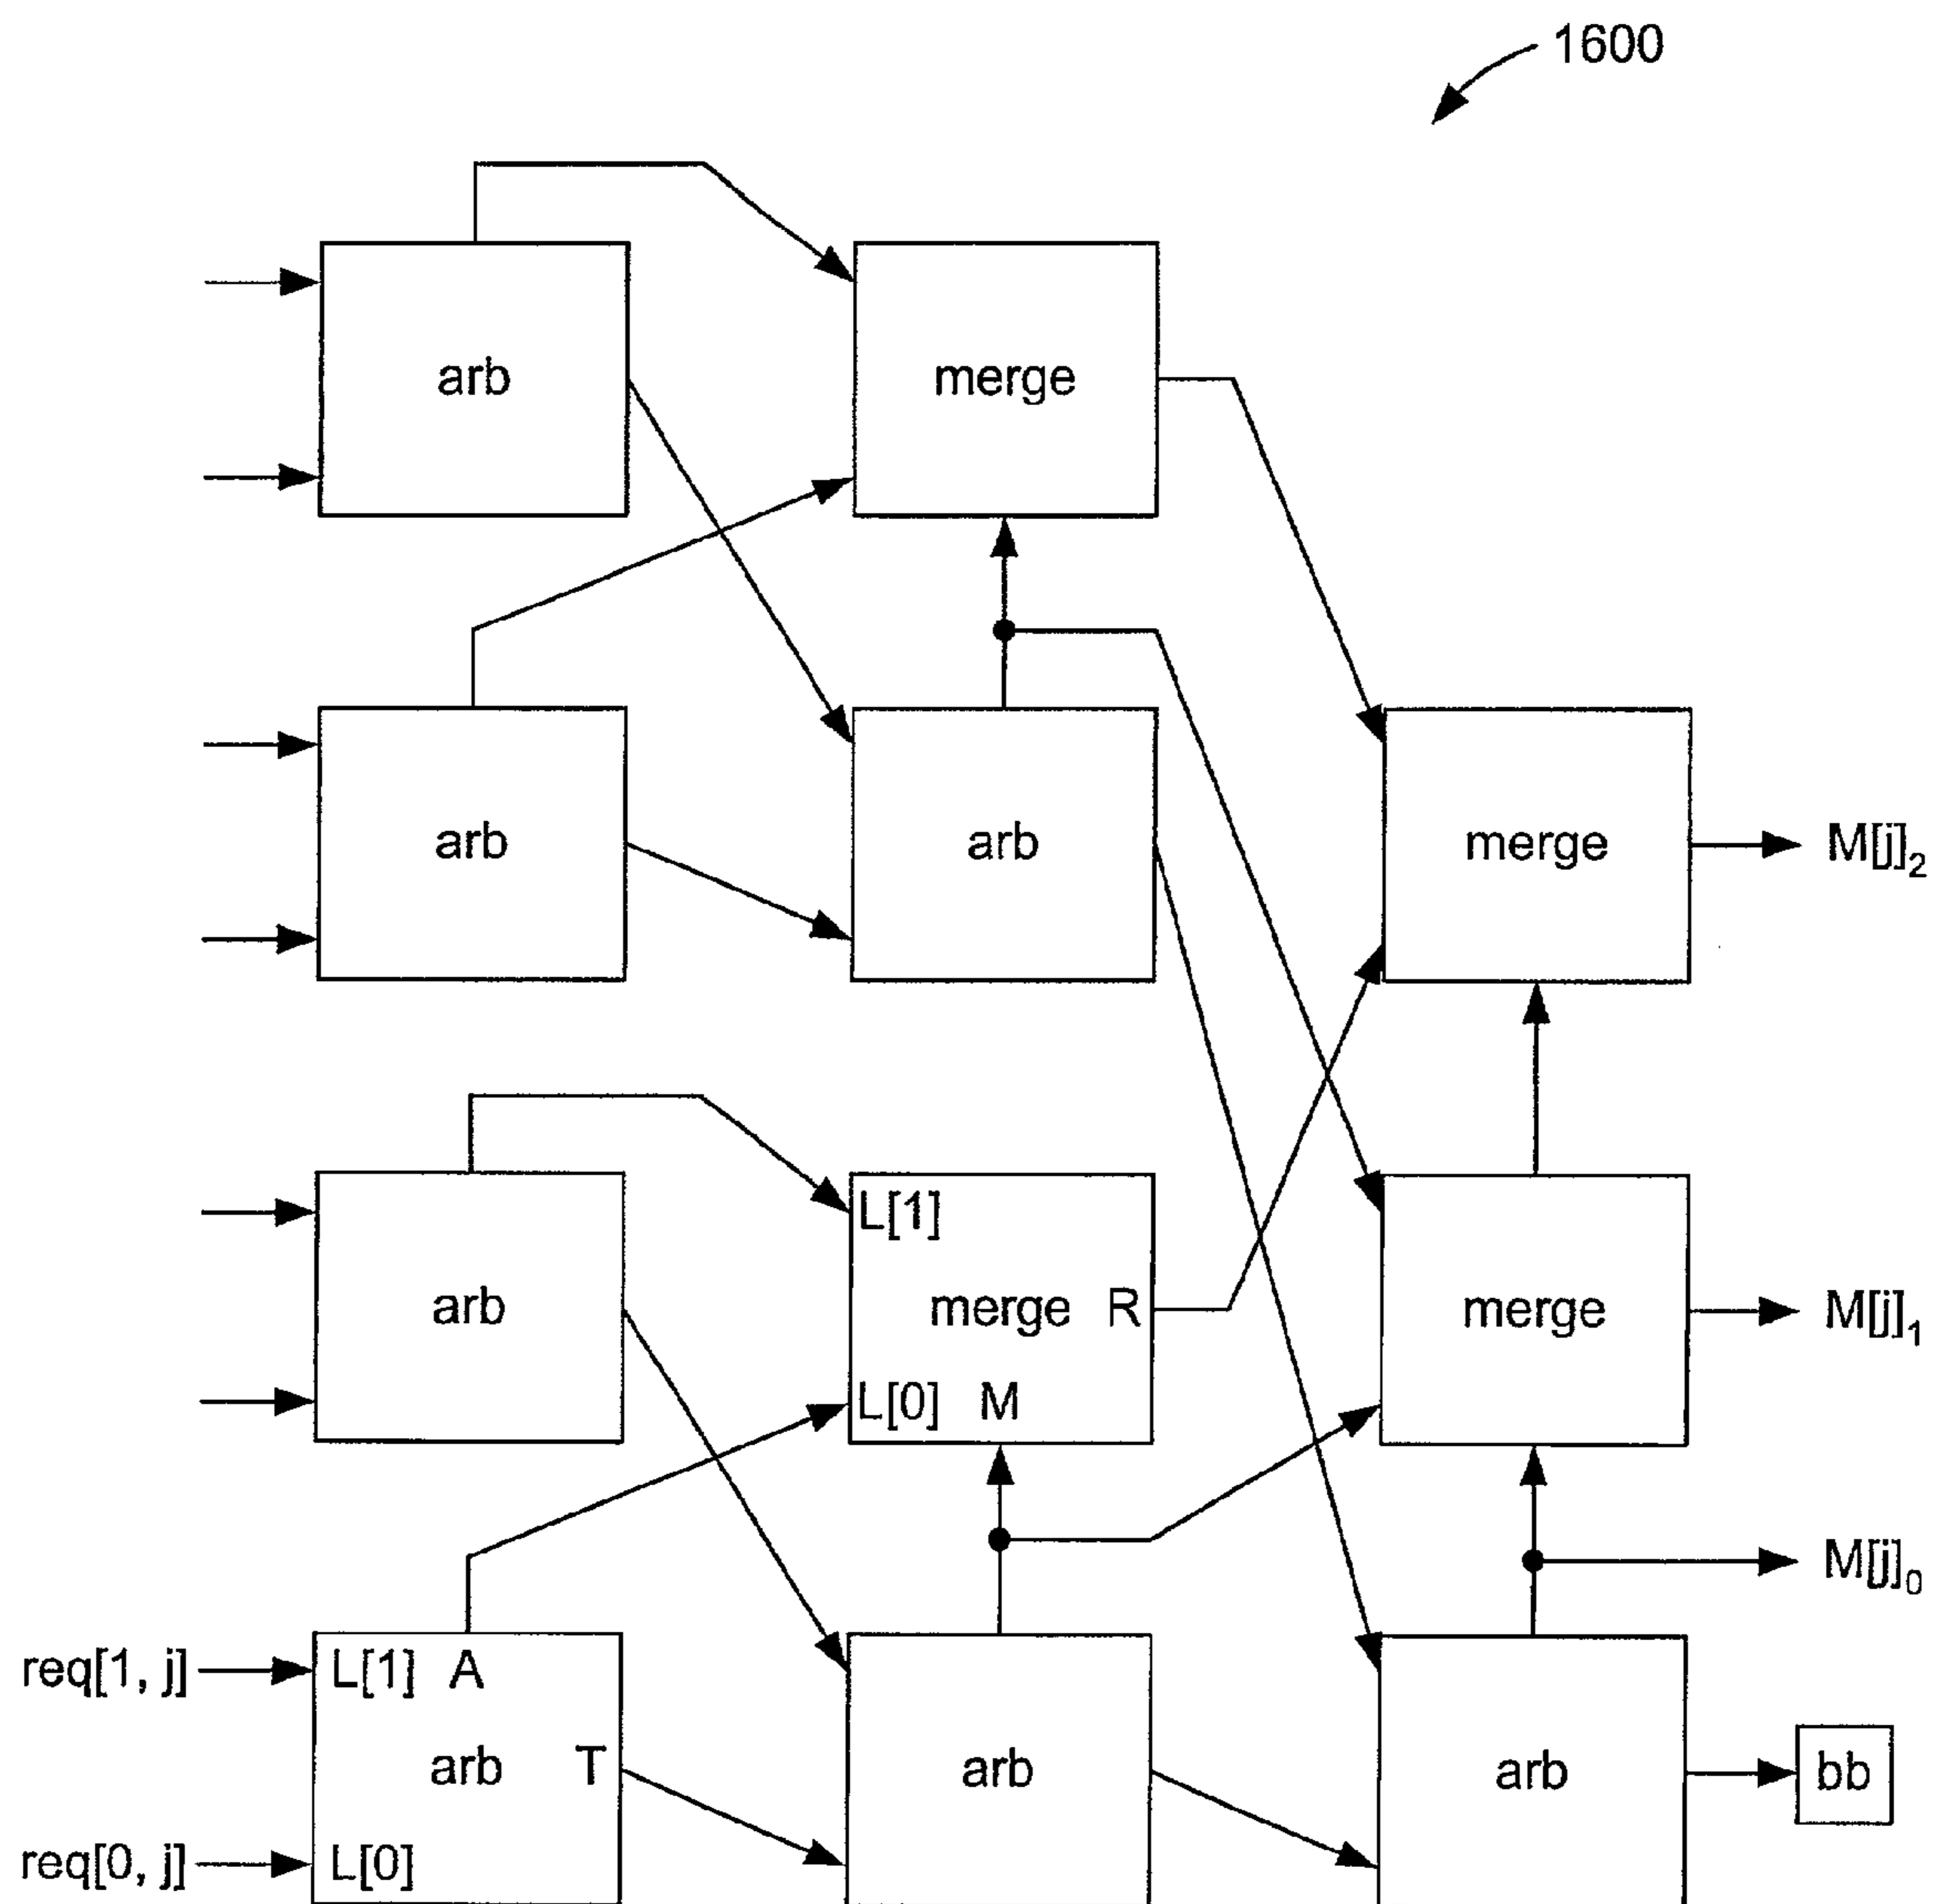 1600
arb
merge
arb
arb
merge
M[j]2
arb
L[1]
merge R
L[0] M
merge
M[j]1
M[j]0
req[1, j]
L[1] A
arb T
req[0, j]
L[0]
arb
arb
bb